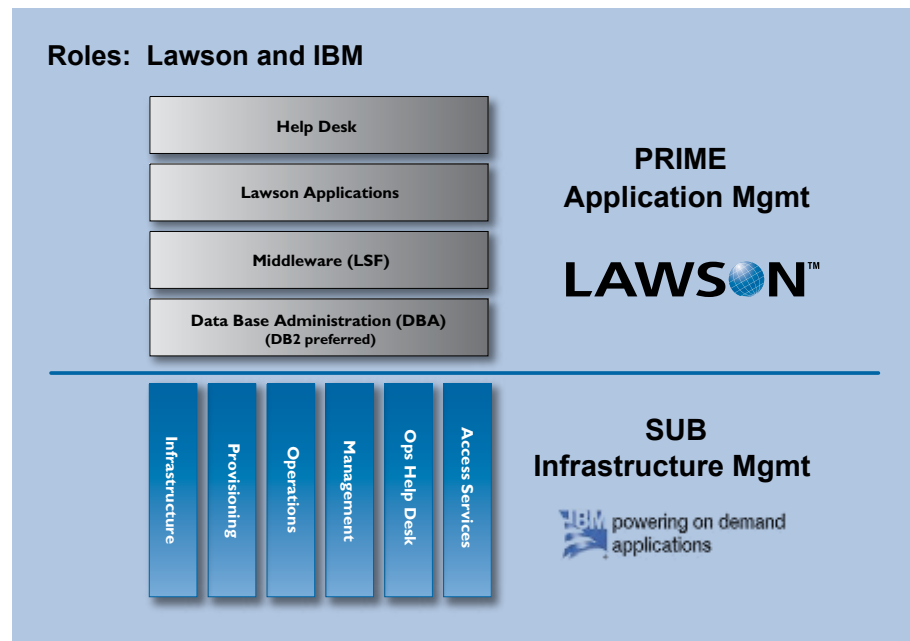 Roles: Lawson and IBM
Help Desk
Lawson Applications
Middleware (LSF)
Data Base Administration (DBA)
(DB2 preferred)
PRIME
Application Mgmt
LAWSON™
Infrastructure
Provisioning
Operations
Management
Ops Help Desk
Access Services
SUB
Infrastructure Mgmt
IBM powering on demand
applications